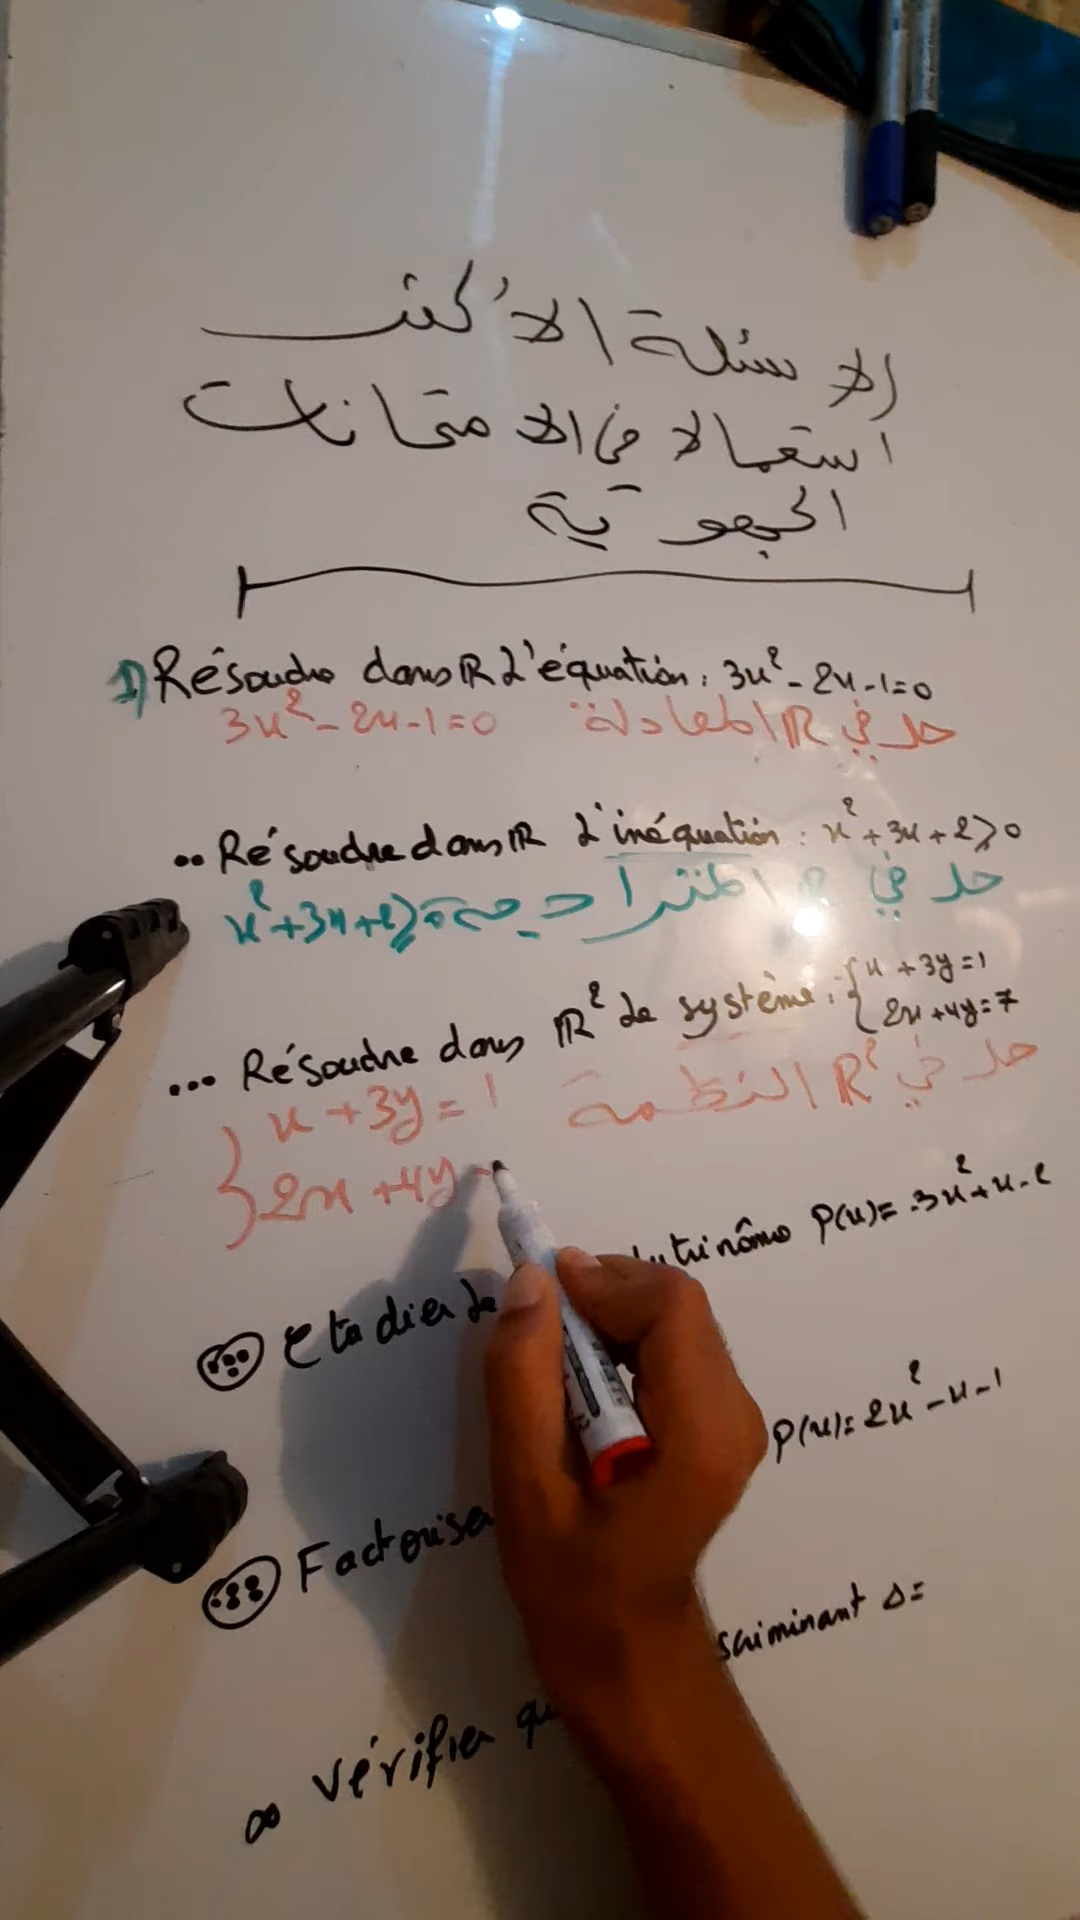 الاسئلة الأكثر
استعمالا في الامتحانات
الجهوية
1) Résoudre dans ℝ l'équation : 3x² - 2x - 1 = 0
حل في ℝ المعادلة: 3x² - 2x - 1 = 0
•• Résoudre dans ℝ l'inéquation : x² + 3x + 2 ≥ 0
حل في ℝ المتراجحة x² + 3x + 2 ≥ 0
••• Résoudre dans ℝ² le système : { x + 3y = 1
2x + 4y = 7
حل في ℝ² النظمة
{ x + 3y = 1
2x + 4y
Etudier le trinôme P(x) = 3x² + x - 2
Factoriser P(x) = 2x² - x - 1
Vérifier que scriminant Δ =